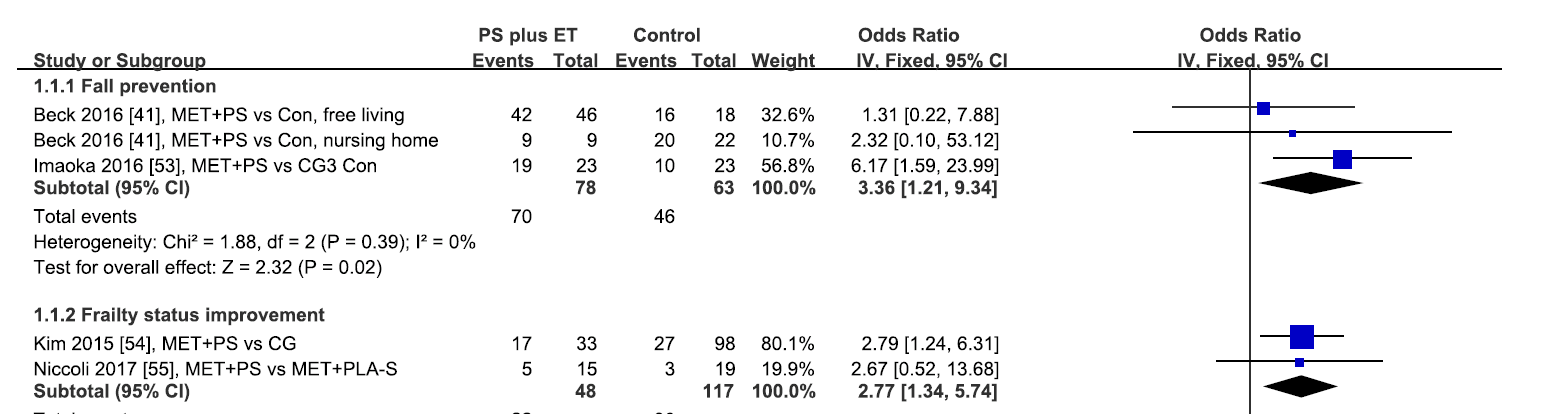 PS plus ET Control Odds Ratio Odds Ratio
Study or Subgroup Events Total Events Total Weight IV, Fixed, 95% CI IV, Fixed, 95% CI
1.1.1 Fall prevention
Beck 2016 [41], MET+PS vs Con, free living 42 46 16 18 32.6% 1.31 [0.22, 7.88]
Beck 2016 [41], MET+PS vs Con, nursing home 9 9 20 22 10.7% 2.32 [0.10, 53.12]
Imaoka 2016 [53], MET+PS vs CG3 Con 19 23 10 23 56.8% 6.17 [1.59, 23.99]
Subtotal (95% CI) 78 63 100.0% 3.36 [1.21, 9.34]
Total events 70 46
Heterogeneity: Chi² = 1.88, df = 2 (P = 0.39); I² = 0%
Test for overall effect: Z = 2.32 (P = 0.02)
1.1.2 Frailty status improvement
Kim 2015 [54], MET+PS vs CG 17 33 27 98 80.1% 2.79 [1.24, 6.31]
Niccoli 2017 [55], MET+PS vs MET+PLA-S 5 15 3 19 19.9% 2.67 [0.52, 13.68]
Subtotal (95% CI) 48 117 100.0% 2.77 [1.34, 5.74]